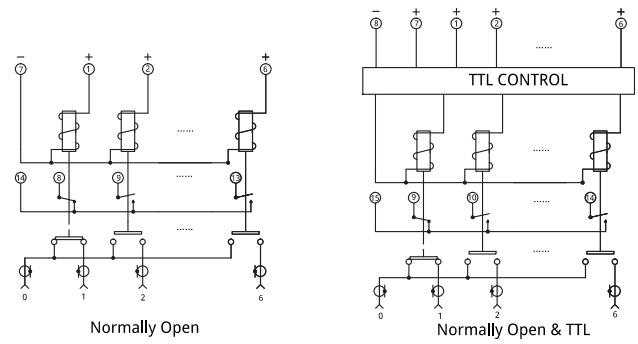 − + + +
7 1 2 6
......
14 8 9 13
......
......
0 1 2 6
Normally Open
− + + + +
8 7 1 2 6
......
TTL CONTROL
......
15 9 10 14
......
......
0 1 2 6
Normally Open & TTL